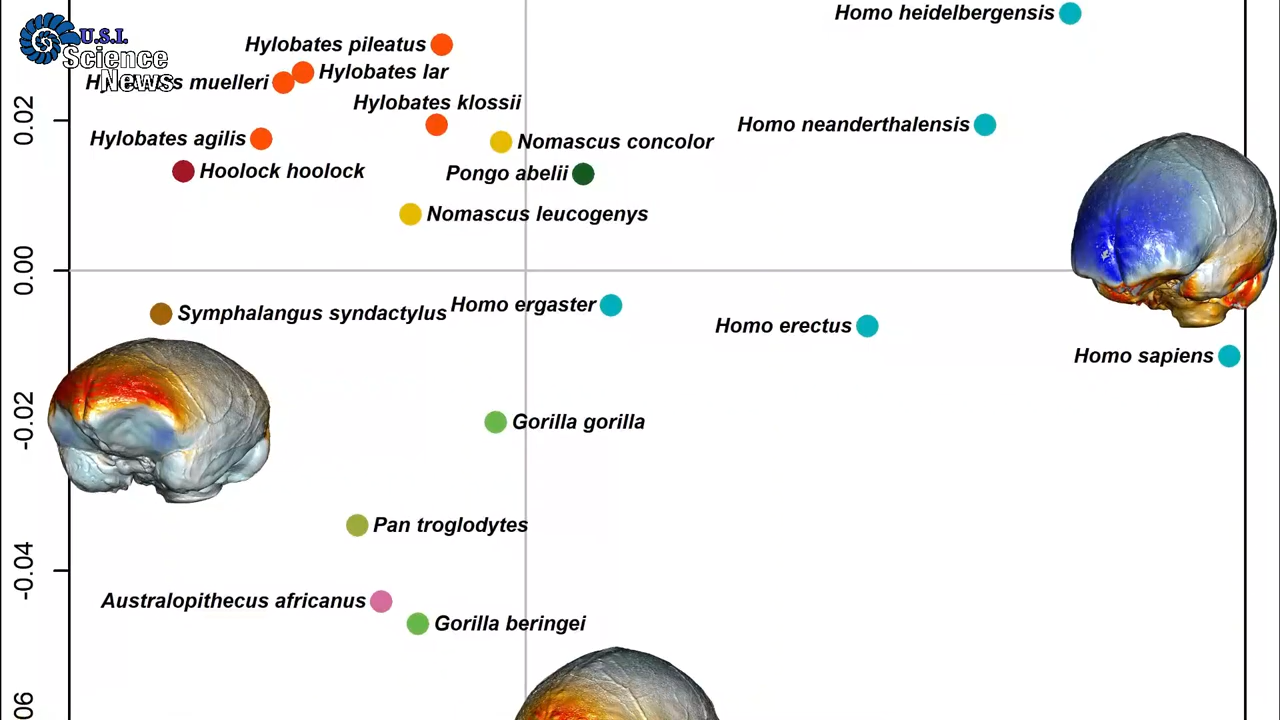 U.S.I.
Science
News
Homo heidelbergensis
Hylobates pileatus
Hylobates lar
muelleri
Hylobates klossii
0.02
Homo neanderthalensis
Hylobates agilis
Nomascus concolor
Hoolock hoolock
Pongo abelii
Nomascus leucogenys
0.00
Symphalangus syndactylus
Homo ergaster
Homo erectus
Homo sapiens
-0.02
Gorilla gorilla
Pan troglodytes
-0.04
Australopithecus africanus
Gorilla beringei
06